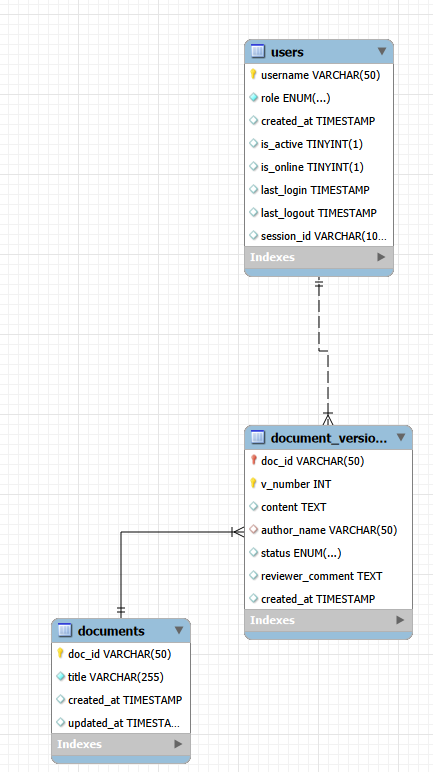 users
username VARCHAR(50)
role ENUM(...)
created_at TIMESTAMP
is_active TINYINT(1)
is_online TINYINT(1)
last_login TIMESTAMP
last_logout TIMESTAMP
session_id VARCHAR(10...
Indexes
document_versio...
doc_id VARCHAR(50)
v_number INT
content TEXT
author_name VARCHAR(50)
status ENUM(...)
reviewer_comment TEXT
created_at TIMESTAMP
Indexes
documents
doc_id VARCHAR(50)
title VARCHAR(255)
created_at TIMESTAMP
updated_at TIMESTA...
Indexes